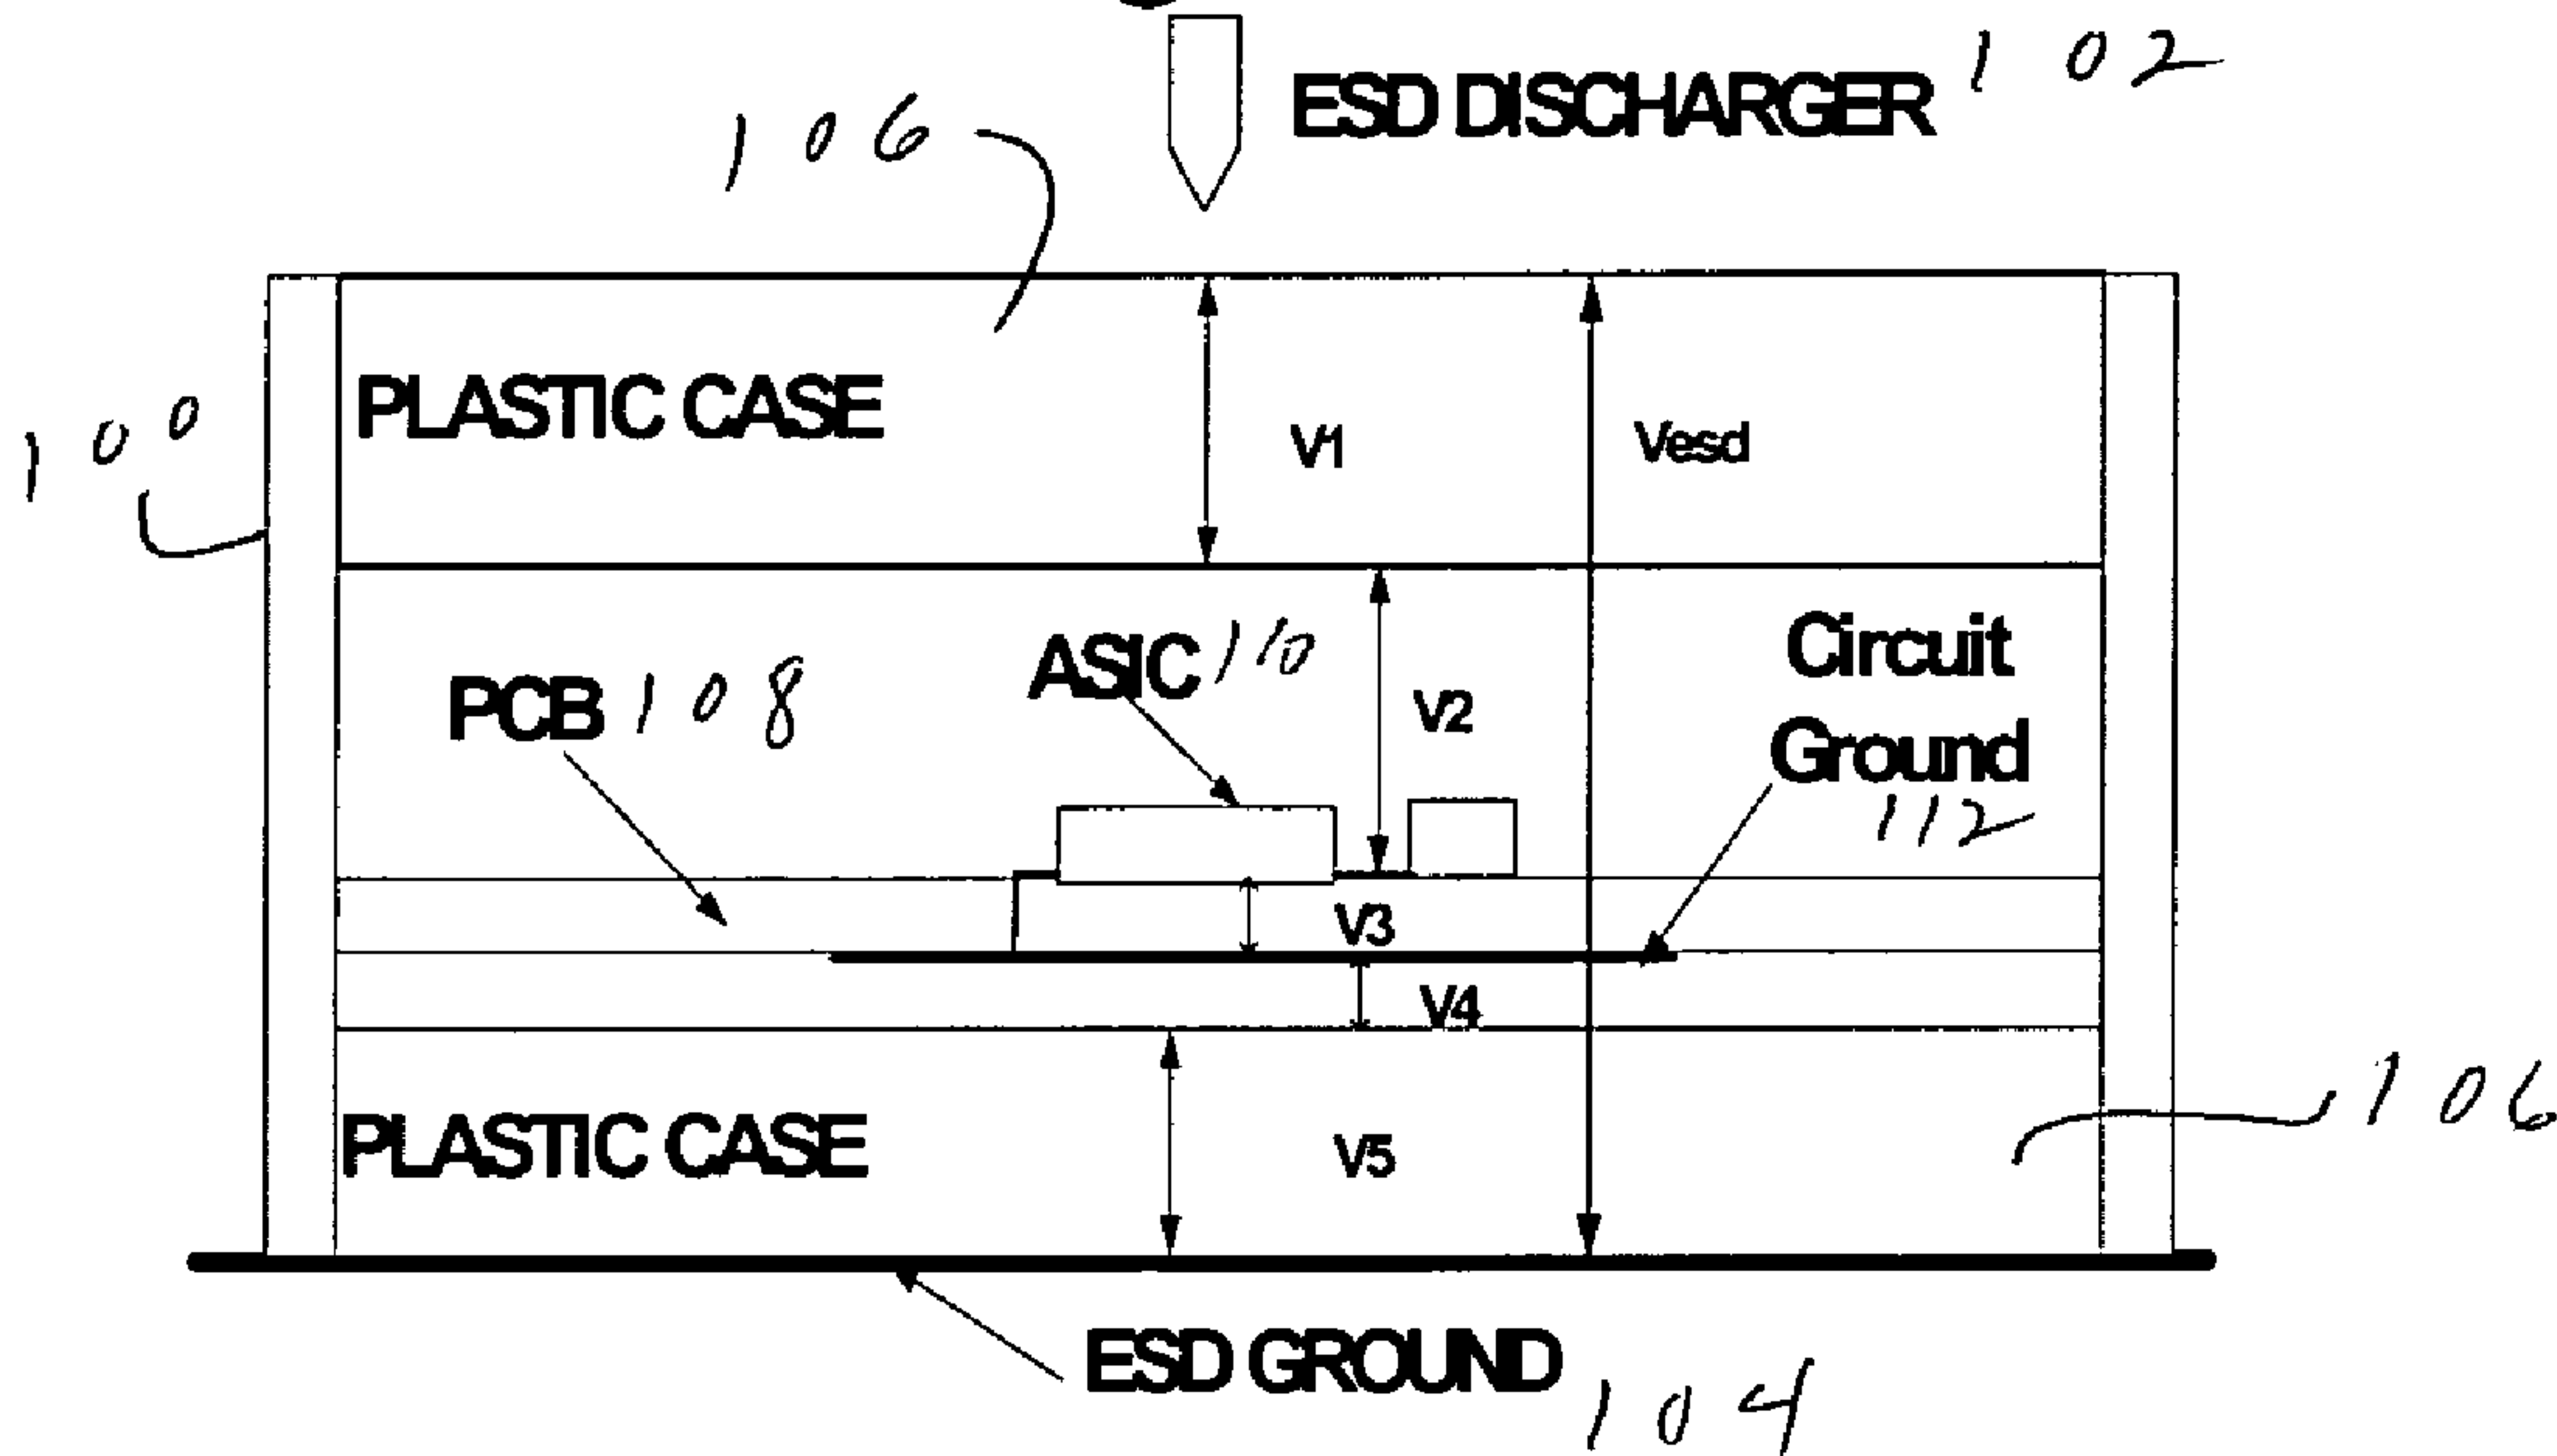 ESD DISCHARGER 102
106
PLASTIC CASE
100
V1
Vesd
ASIC 110
Circuit
Ground
112
PCB 108
V2
V3
V4
PLASTIC CASE
V5
106
ESD GROUND 104